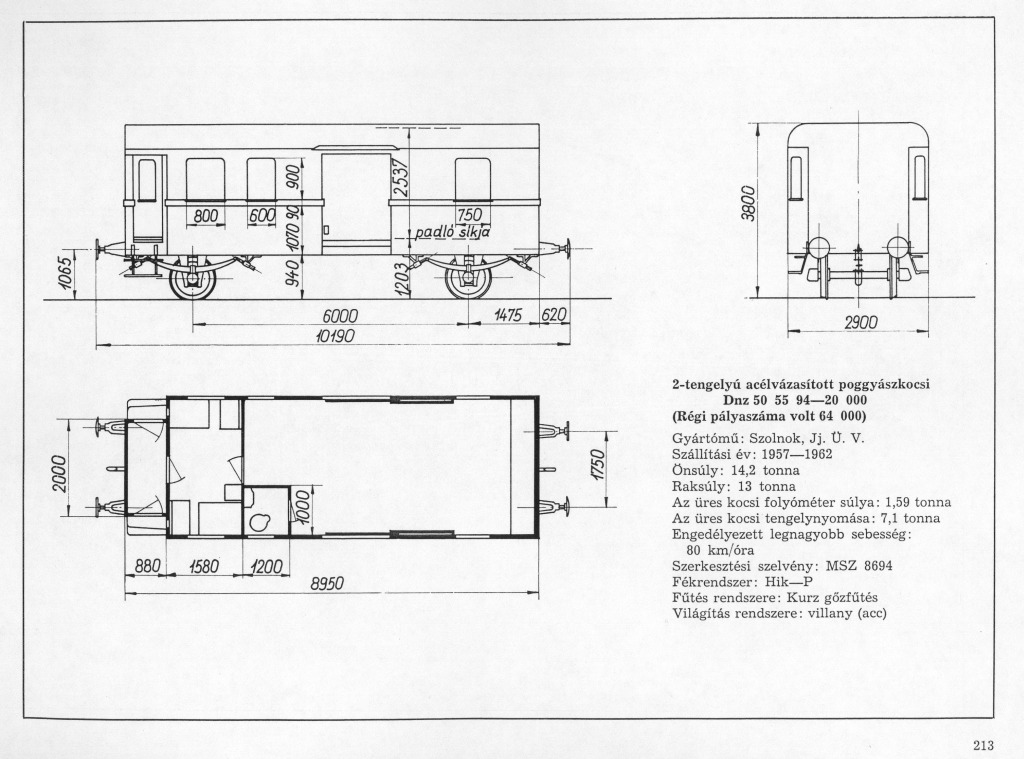 2537
900
800
600
750
1070 90
padló síkja
1065
940
1203
6000
1475
620
10190
3800
2900
2000
1750
1000
880
1580
1200
8950
2-tengelyú acélvázasított poggyászkocsi
Dnz 50 55 94—20 000
(Régi pályaszáma volt 64 000)
Gyártómű: Szolnok, Jj. Ü. V.
Szállítási év: 1957—1962
Önsúly: 14,2 tonna
Raksúly: 13 tonna
Az üres kocsi folyóméter súlya: 1,59 tonna
Az üres kocsi tengelynyomása: 7,1 tonna
Engedélyezett legnagyobb sebesség:
80 km/óra
Szerkesztési szelvény: MSZ 8694
Fékrendszer: Hik—P
Fűtés rendszere: Kurz gőzfűtés
Világítás rendszere: villany (acc)
213